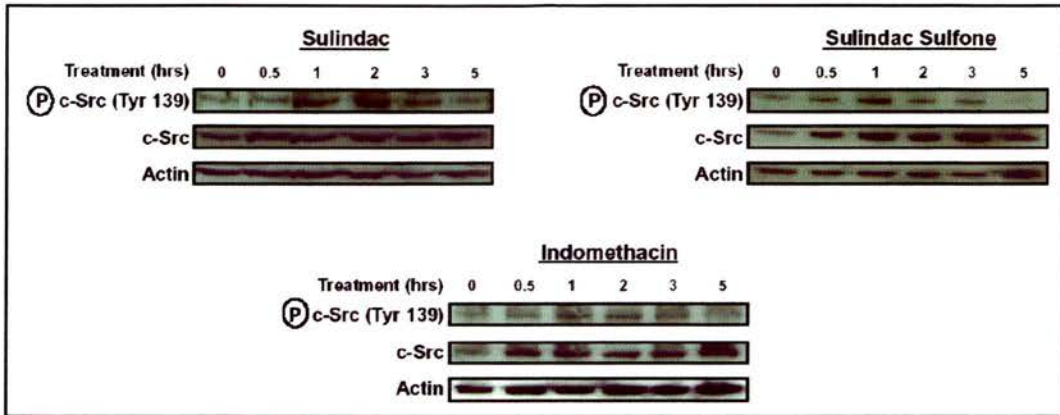 Sulindac
Treatment (hrs) 0 0.5 1 2 3 5
P c-Src (Tyr 139)
c-Src
Actin
Sulindac Sulfone
Treatment (hrs) 0 0.5 1 2 3 5
P c-Src (Tyr 139)
c-Src
Actin
Indomethacin
Treatment (hrs) 0 0.5 1 2 3 5
P c-Src (Tyr 139)
c-Src
Actin